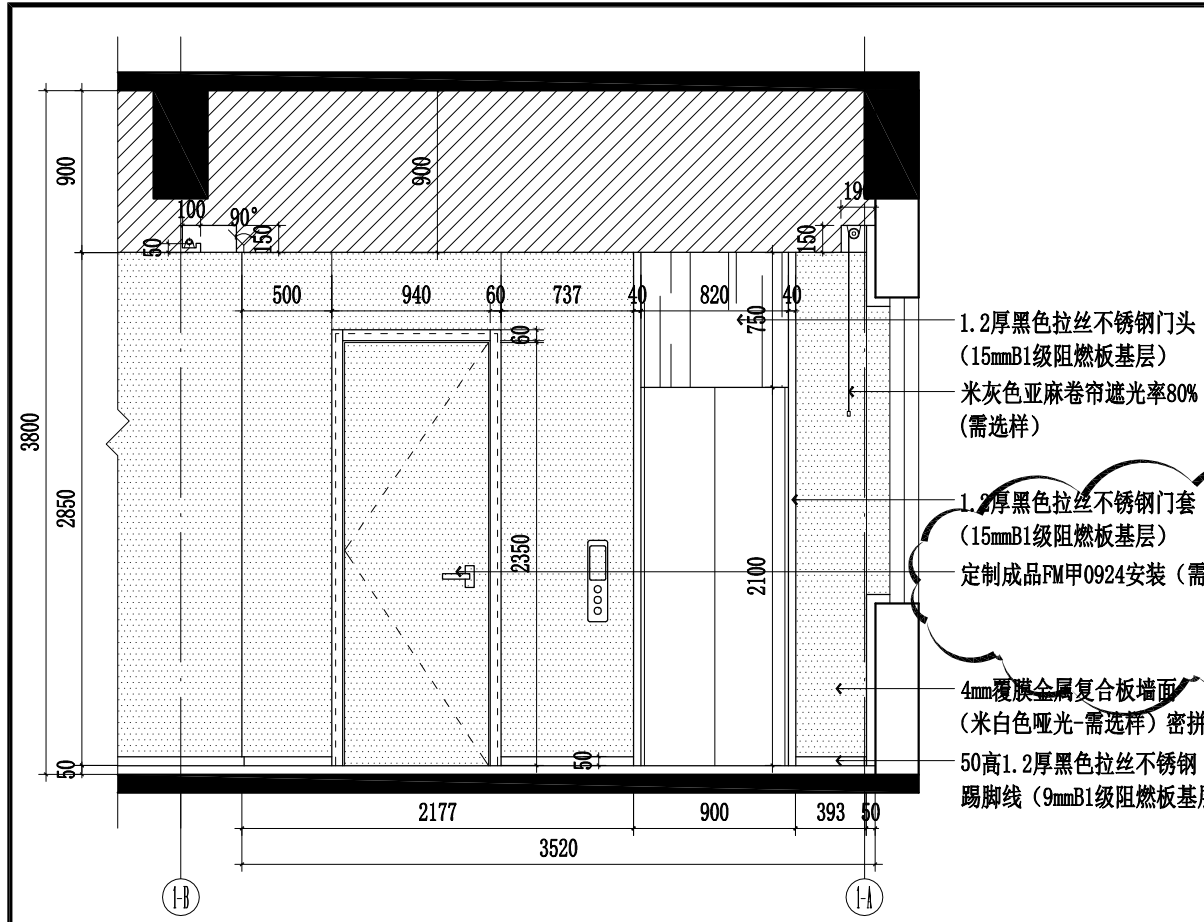 900
900
19
100
90°
50
150
150
500
940
60
737
40
820
40
750
60
3800
2850
2350
2100
50
50
2177
900
393
50
3520
1-B
1-A
1.2厚黑色拉丝不锈钢门头
（15mmB1级阻燃板基层）
米灰色亚麻卷帘遮光率80%
(需选样）
1.2厚黑色拉丝不锈钢门套
（15mmB1级阻燃板基层）
定制成品FM甲0924安装（需
4mm覆膜金属复合板墙面
（米白色哑光-需选样）密拼
50高1.2厚黑色拉丝不锈钢
踢脚线（9mmB1级阻燃板基层